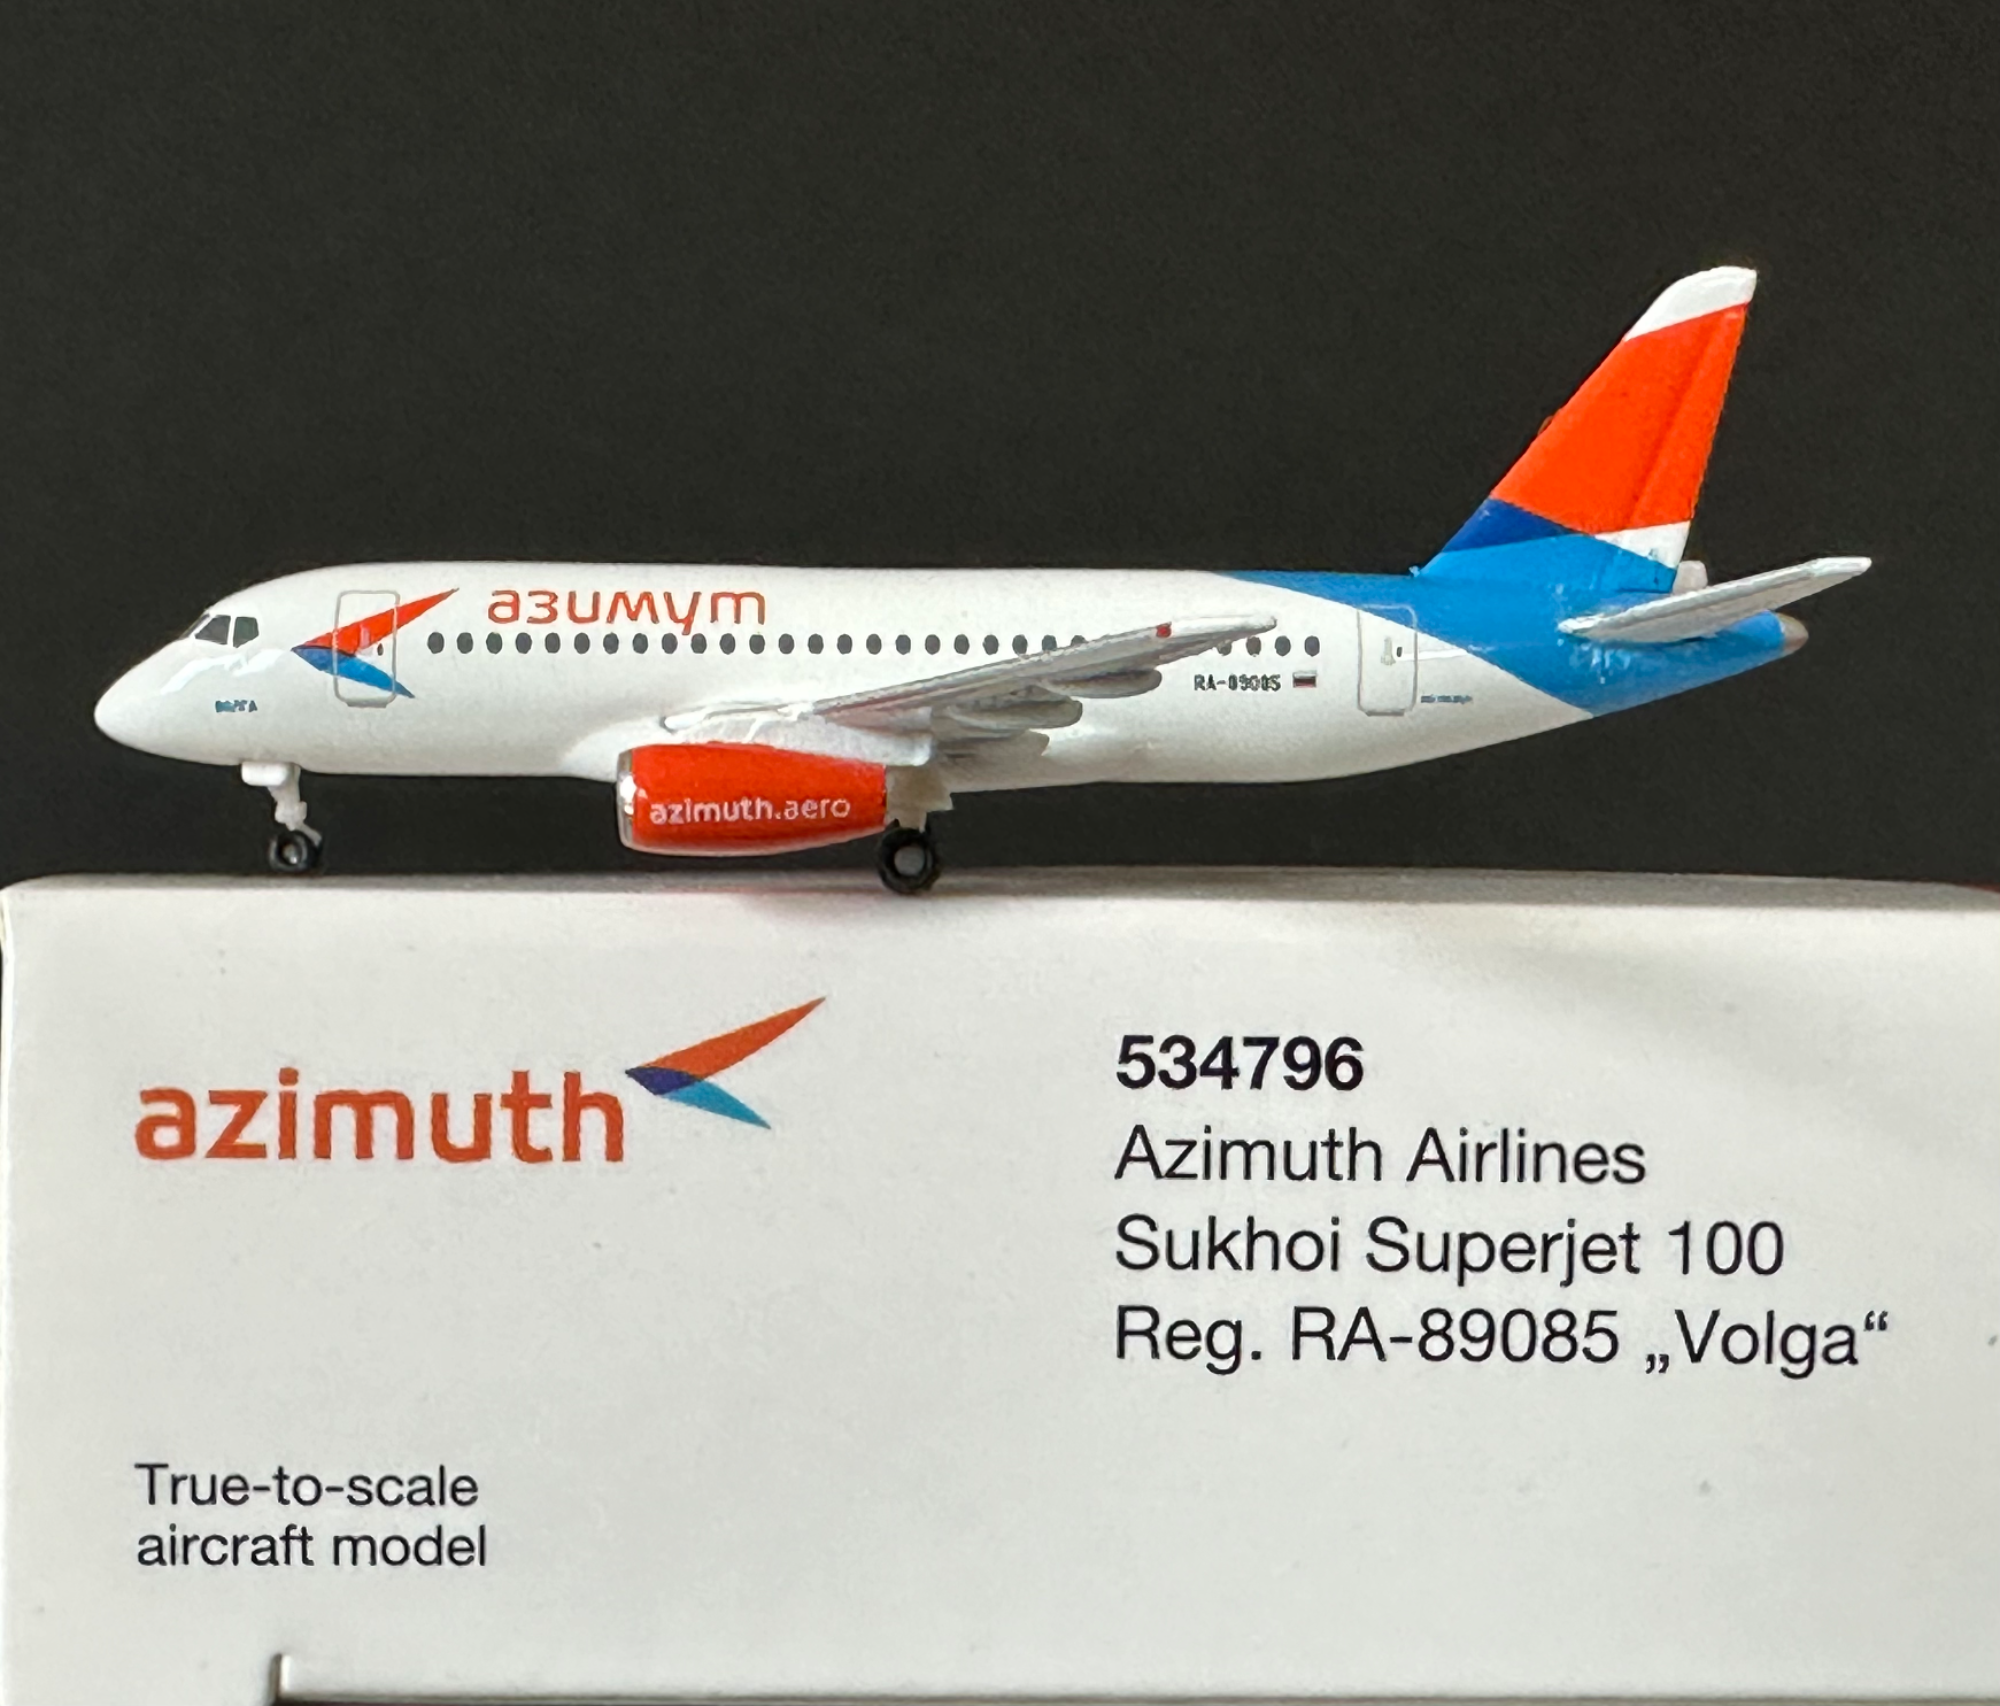 азимут
RA-89085
azimuth.aero
azimuth
534796
Azimuth Airlines
Sukhoi Superjet 100
Reg. RA-89085 „Volga“
True-to-scale
aircraft model